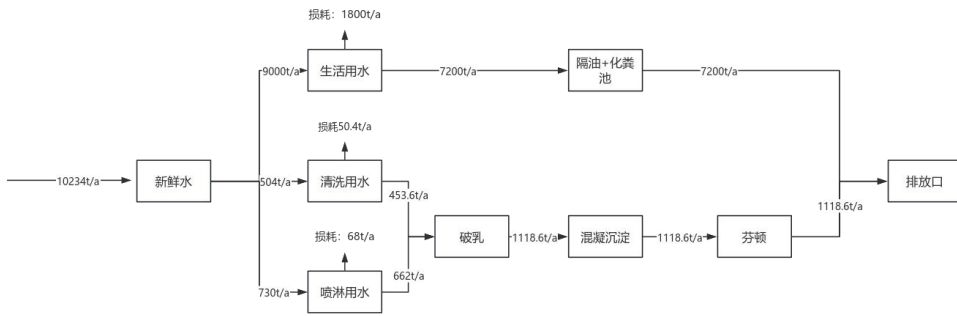 损耗：1800t/a
9000t/a
生活用水
7200t/a
隔油+化粪
池
7200t/a
损耗50.4t/a
10234t/a
新鲜水
504t/a
清洗用水
453.6t/a
排放口
1118.6t/a
损耗：68t/a
破乳
1118.6t/a
混凝沉淀
1118.6t/a
芬顿
662t/a
730t/a
喷淋用水